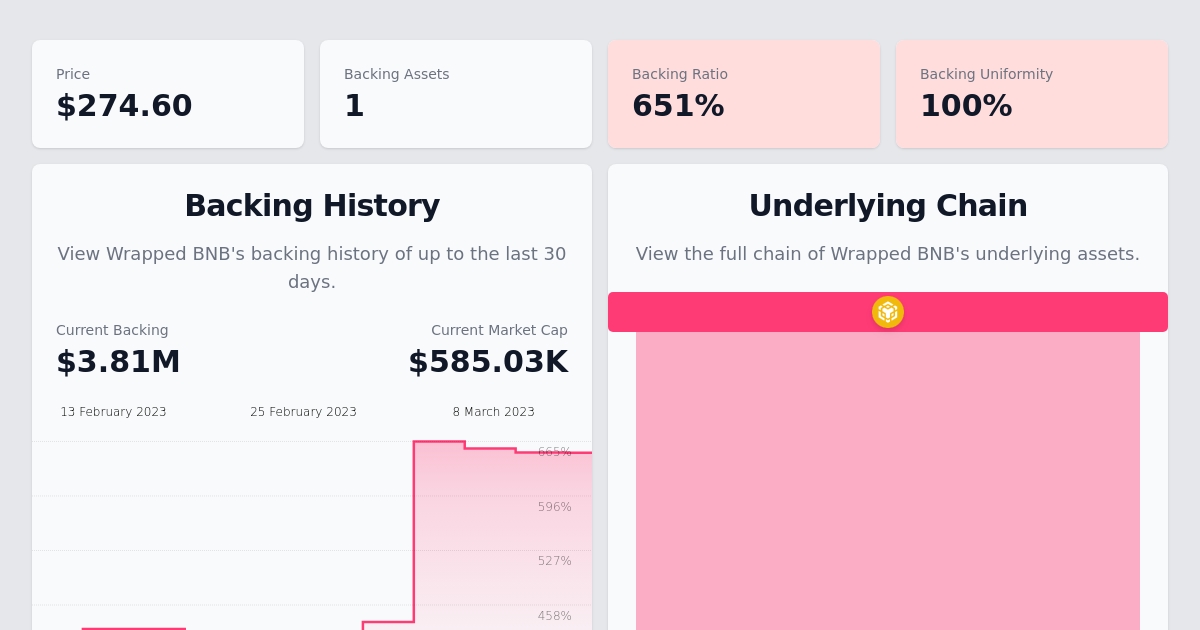 Price
$274.60
Backing Assets
1
Backing Ratio
651%
Backing Uniformity
100%
Backing History
View Wrapped BNB's backing history of up to the last 30
days.
Current Backing
$3.81M
Current Market Cap
$585.03K
13 February 2023
25 February 2023
8 March 2023
665%
596%
527%
458%
Underlying Chain
View the full chain of Wrapped BNB's underlying assets.